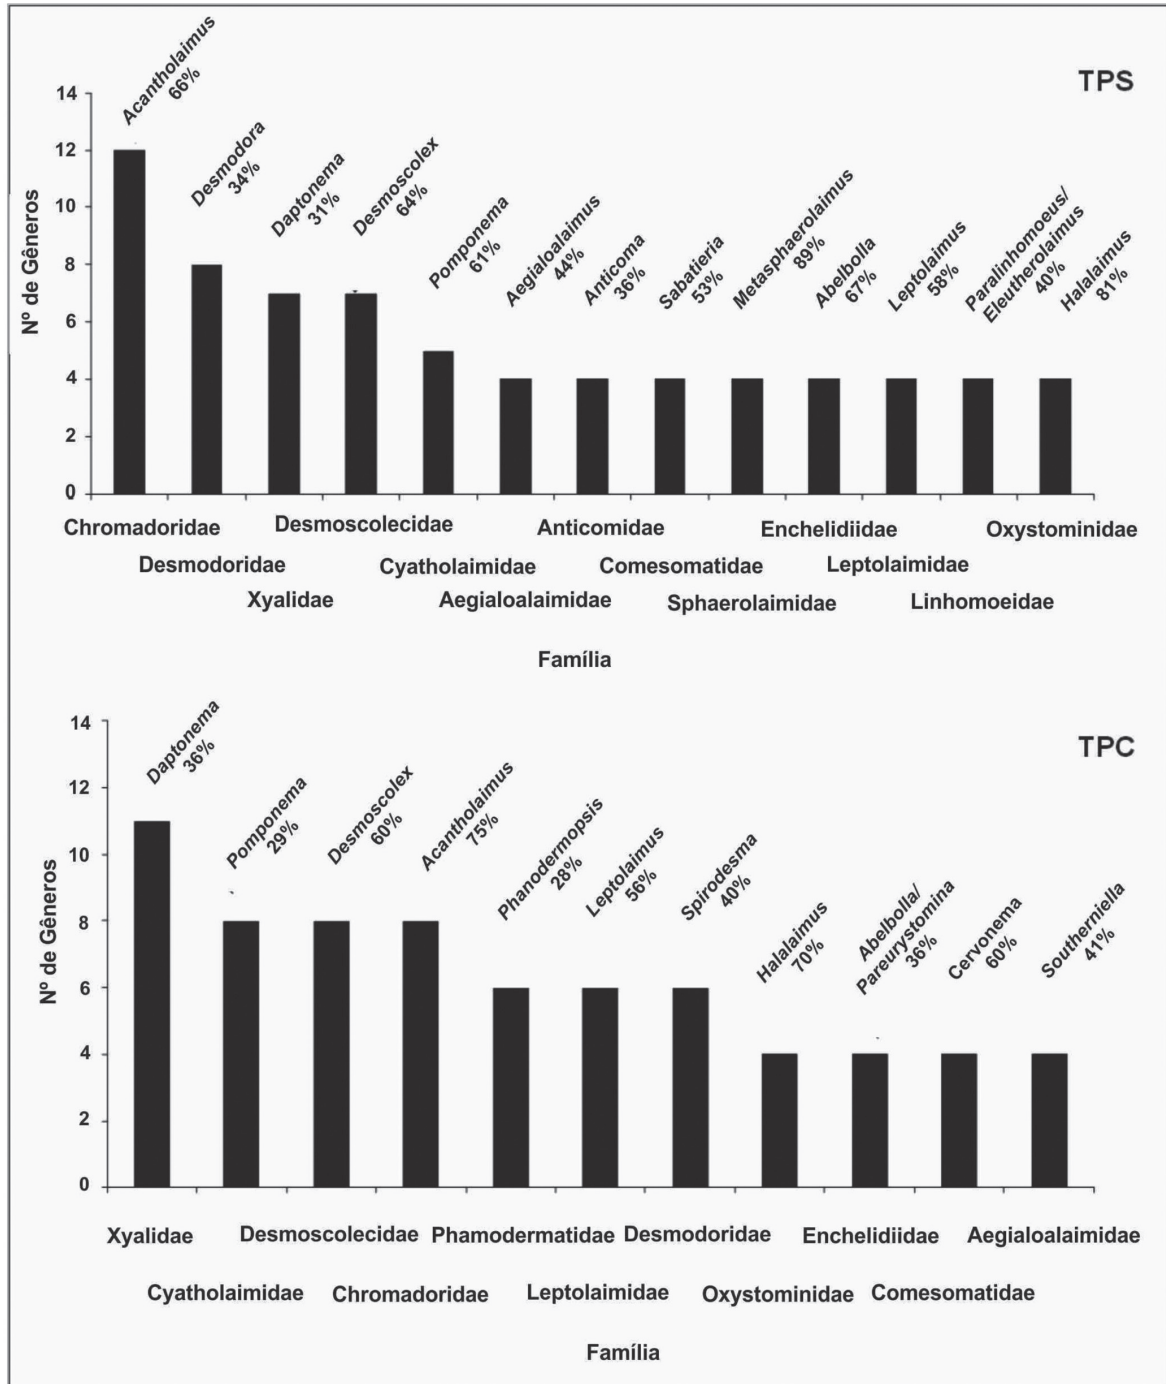 TPS
Nº de Gêneros
14
12
10
8
6
4
2
0
Acantholaimus
66%
Desmodora
34%
Daptonema
31%
Desmoscolex
64%
Pomponema
61%
Aegialoalaimus
44%
Anticoma
36%
Sabatieria
53%
Metasphaerolaimus
89%
Abelbolla
67%
Leptolaimus
58%
Paralinhomoeus/
Eleutherolaimus
40%
Halalaimus
81%
Chromadoridae
Desmodoridae
Xyalidae
Desmoscolecidae
Cyatholaimidae
Aegialoalaimidae
Anticomidae
Comesomatidae
Sphaerolaimidae
Enchelidiidae
Leptolaimidae
Linhomoeidae
Oxystominidae
Família
TPC
Nº de Gêneros
14
12
10
8
6
4
2
0
Daptonema
36%
Pomponema
29%
Desmoscolex
60%
Acantholaimus
75%
Phanodermopsis
28%
Leptolaimus
56%
Spirodesma
40%
Halalaimus
70%
Abelbolla/
Pareurystomina
36%
Cervonema
60%
Southerniella
41%
Xyalidae
Cyatholaimidae
Desmoscolecidae
Chromadoridae
Phamodermatidae
Leptolaimidae
Desmodoridae
Oxystominidae
Enchelidiidae
Comesomatidae
Aegialoalaimidae
Família